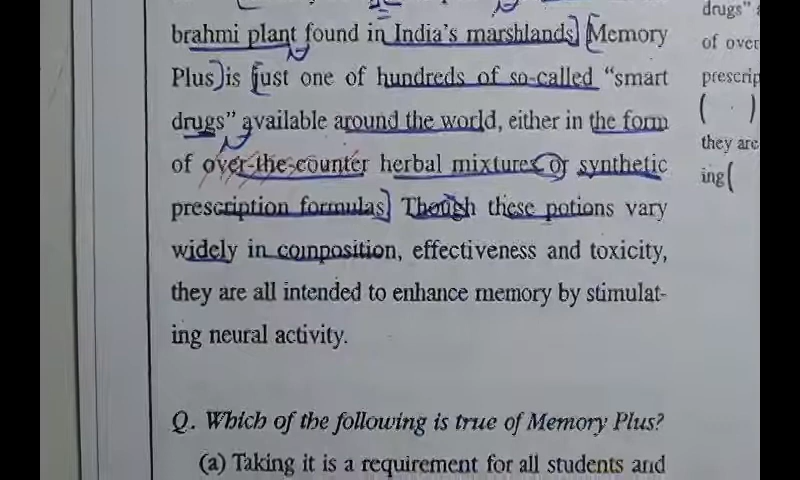 brahmi plant found in India's marshlands. Memory
Plus is just one of hundreds of so-called "smart
drugs" available around the world, either in the form
of over-the-counter herbal mixtures or synthetic
prescription formulas. Though these potions vary
widely in composition, effectiveness and toxicity,
they are all intended to enhance memory by stimulat-
ing neural activity.
Q. Which of the following is true of Memory Plus?
(a) Taking it is a requirement for all students and
drugs"
of over
prescrip
( )
they are
ing(